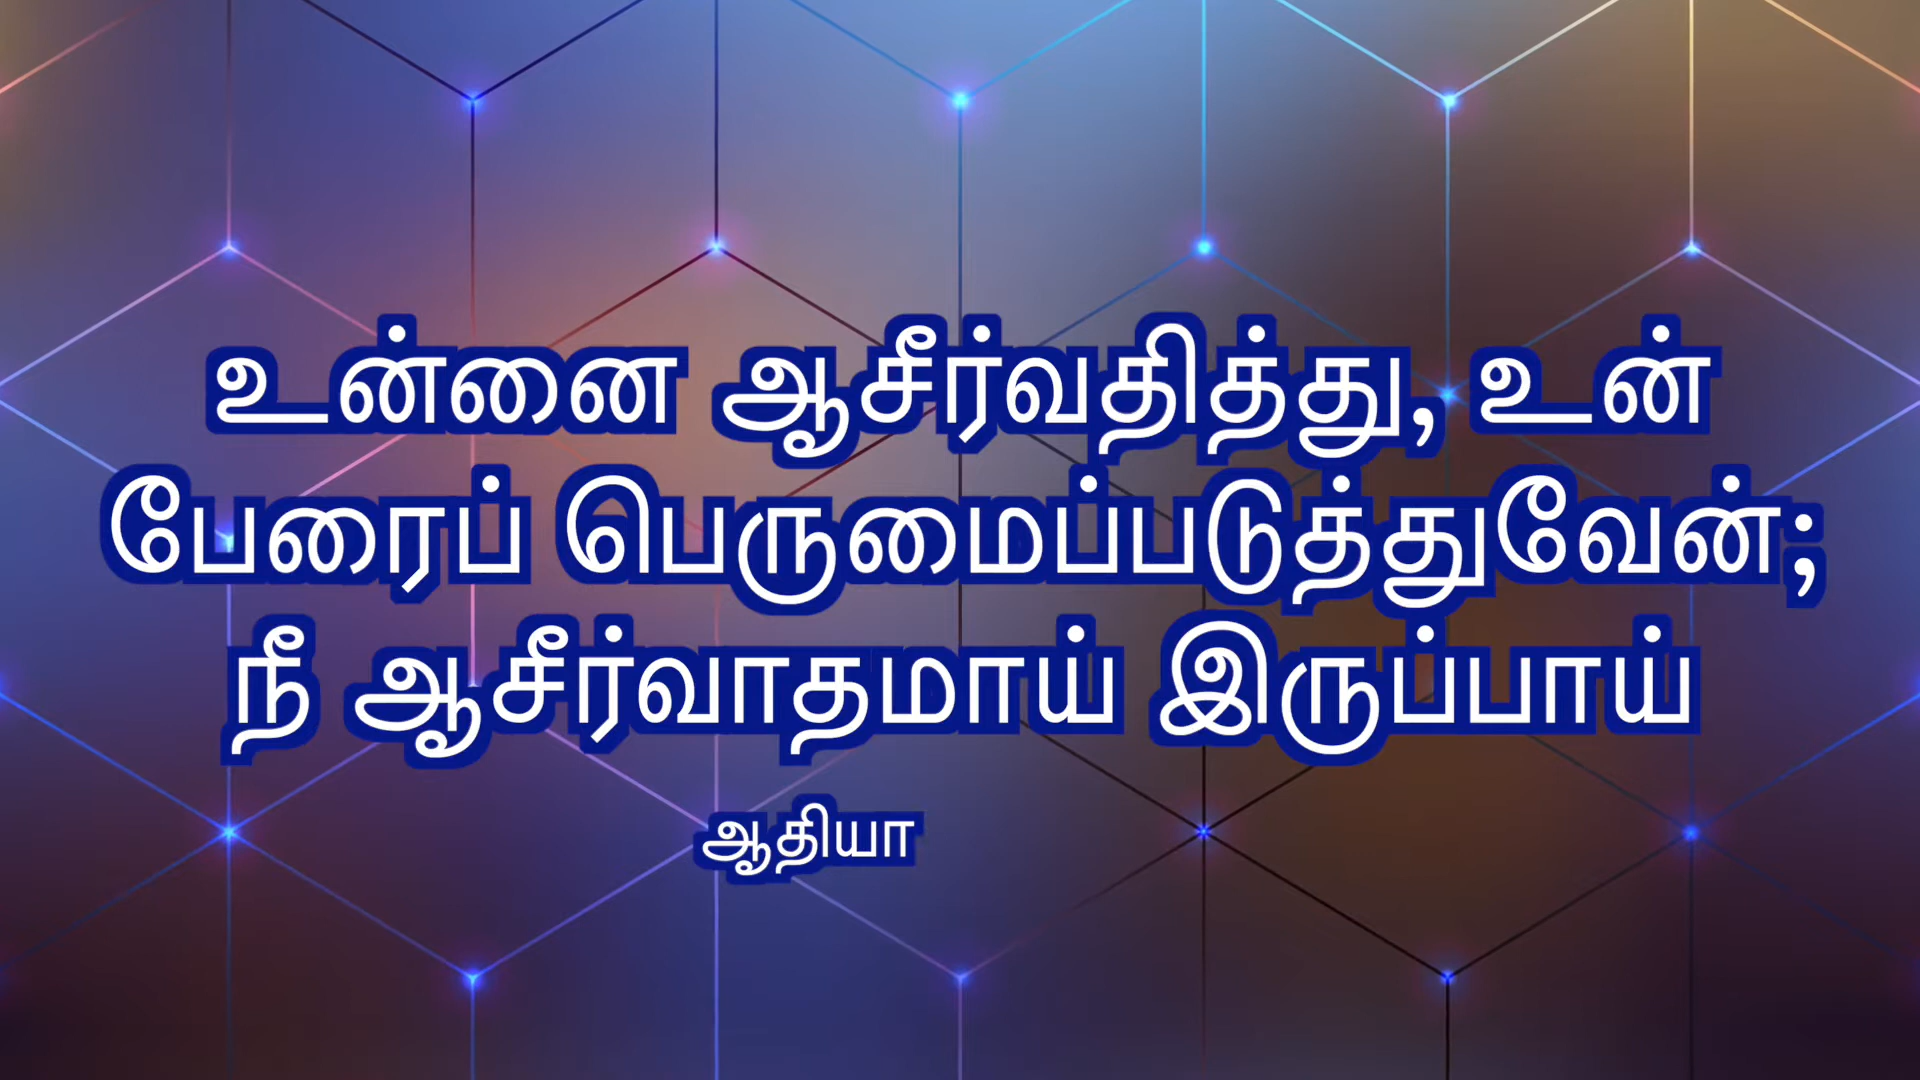 உன்னை ஆசீர்வதித்து, உன்
பேரைப் பெருமைப்படுத்துவேன்;
நீ ஆசீர்வாதமாய் இருப்பாய்
ஆதியா